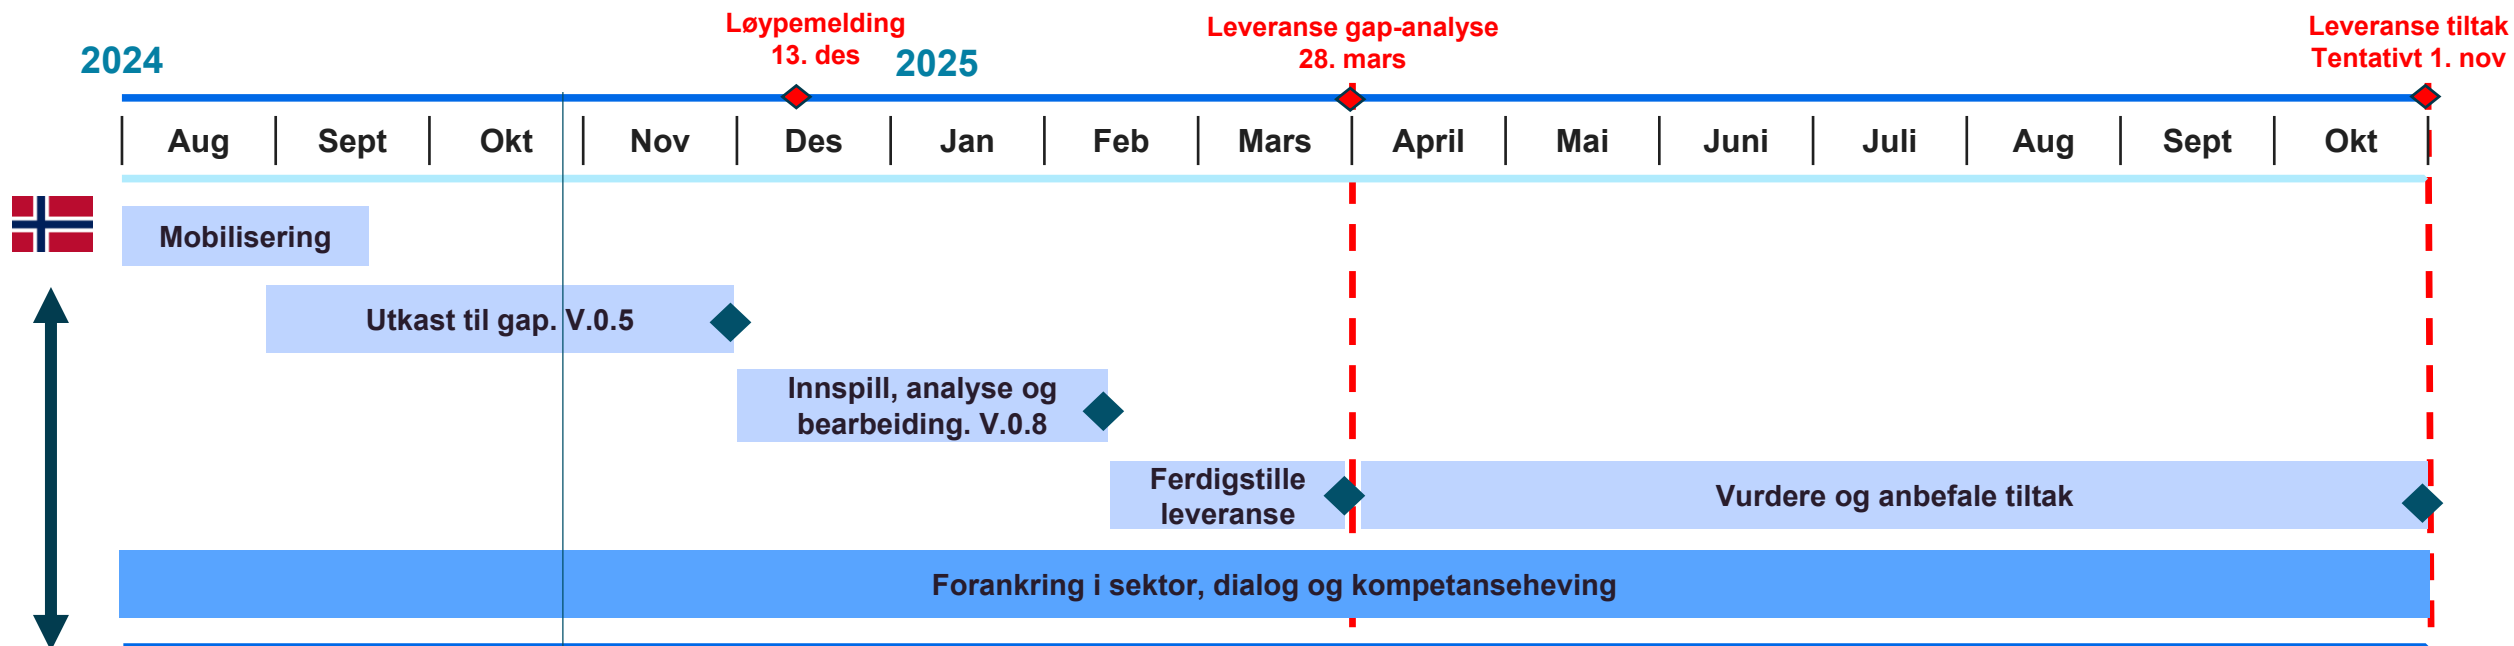 Løypemelding
13. des
Leveranse gap-analyse
28. mars
Leveranse tiltak
Tentativt 1. nov
2024
2025
Aug
Sept
Okt
Nov
Des
Jan
Feb
Mars
April
Mai
Juni
Juli
Aug
Sept
Okt
Mobilisering
Utkast til gap. V.0.5
Innspill, analyse og
bearbeiding. V.0.8
Ferdigstille
leveranse
Vurdere og anbefale tiltak
Forankring i sektor, dialog og kompetanseheving